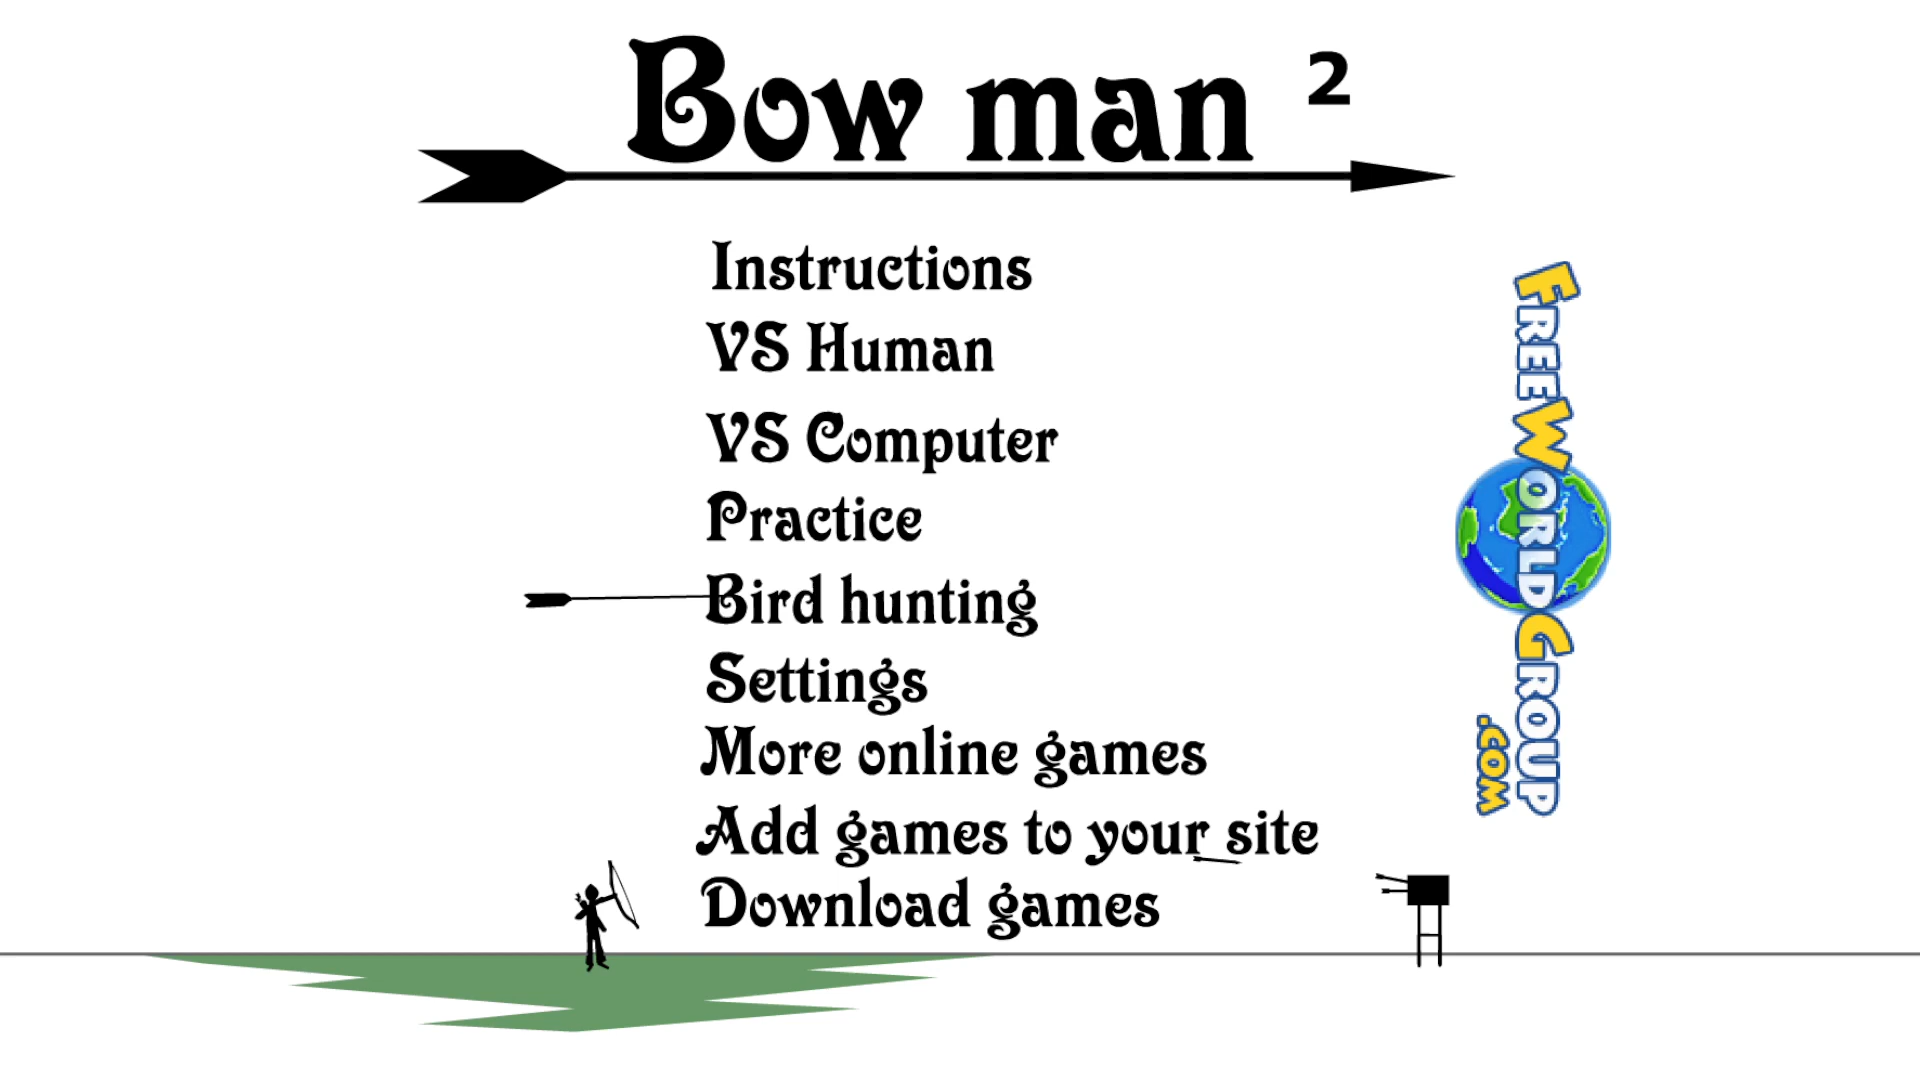 Bow man 2
Instructions
VS Human
VS Computer
Practice
Bird hunting
Settings
More online games
Add games to your site
Download games
FREEWORLDGROUP
.COM